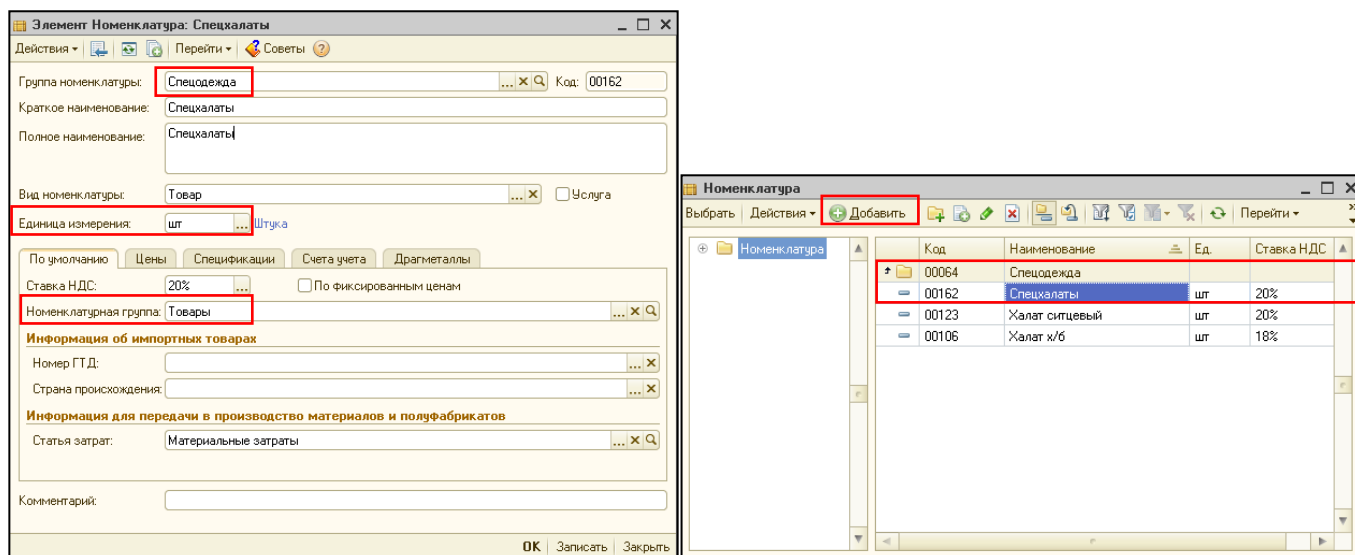 Элемент Номенклатура: Спецхалаты
Действия Перейти Советы
Группа номенклатуры: Спецодежда ... Код: 00162
Краткое наименование: Спецхалаты
Полное наименование: Спецхалаты
Вид номенклатуры: Товар ... Услуга
Единица измерения: шт ... Штука
По умолчанию Цены Спецификации Счета учета Драгметаллы
Ставка НДС: 20% ... По фиксированным ценам
Номенклатурная группа: Товары ...
Информация об импортных товарах
Номер ГТД: ...
Страна происхождения: ...
Информация для передачи в производство материалов и полуфабрикатов
Статья затрат: Материальные затраты ...
Комментарий:
OK Записать Закрыть
Номенклатура
Выбрать Действия Добавить Перейти
Номенклатура
Код Наименование Ед. Ставка НДС
00064 Спецодежда
00162 Спецхалаты шт 20%
00123 Халат ситцевый шт 20%
00106 Халат х/б шт 18%